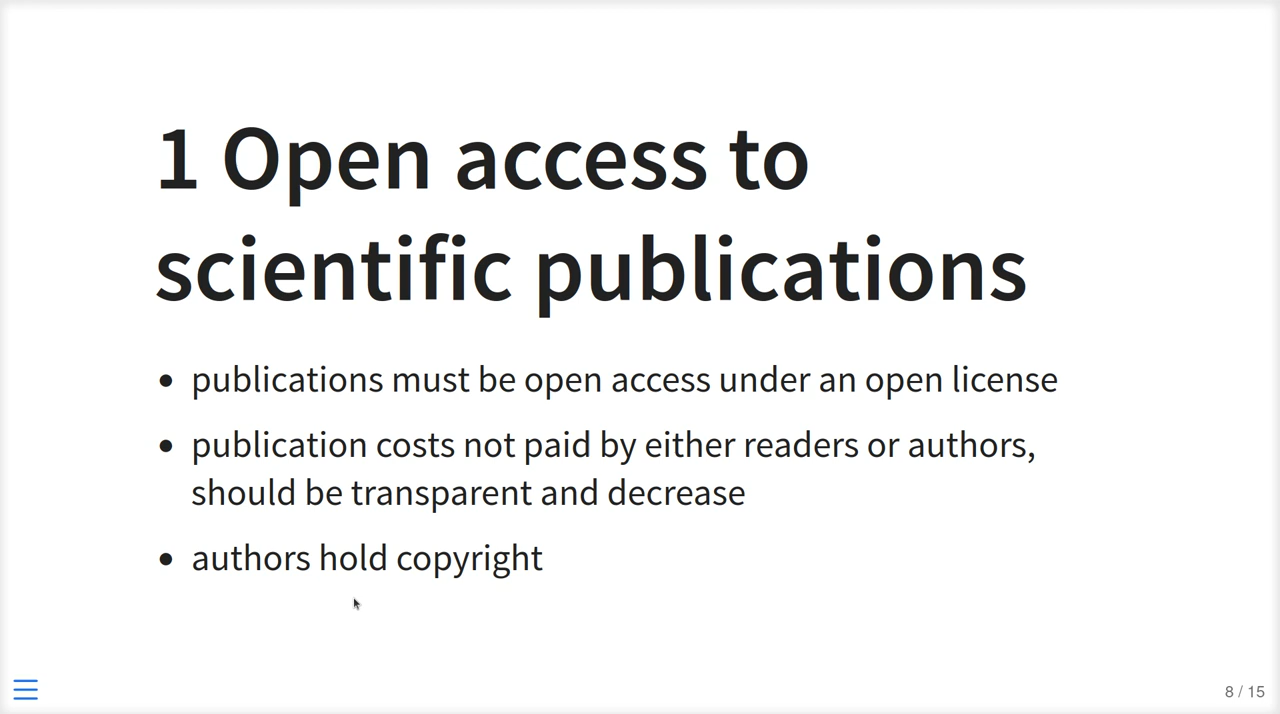 1 Open access to
scientific publications
• publications must be open access under an open license
• publication costs not paid by either readers or authors,
should be transparent and decrease
• authors hold copyright
8 / 15